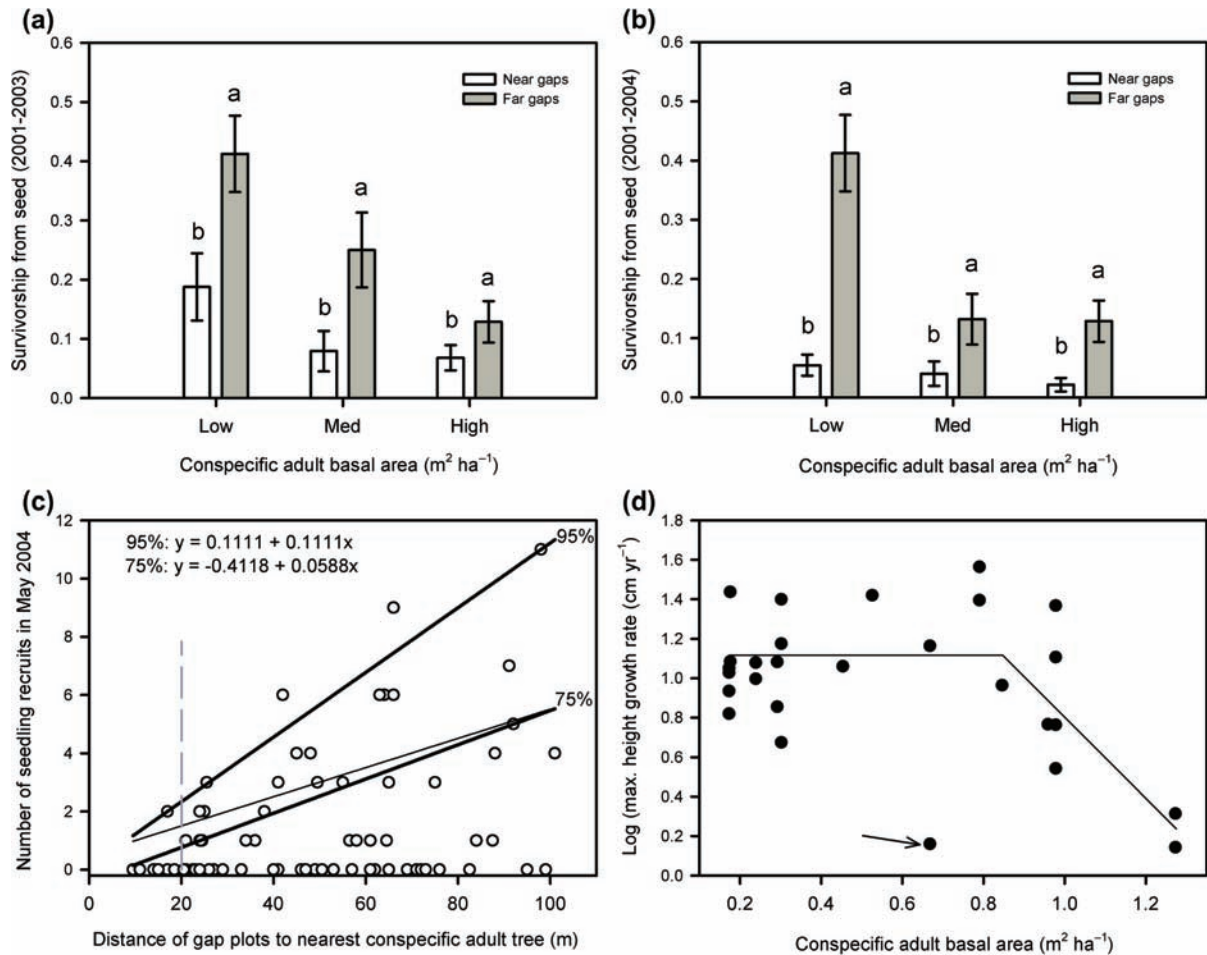 (a)
0.6
0.5
0.4
0.3
0.2
0.1
0.0
Survivorship from seed (2001-2003)
Near gaps
Far gaps
b
a
b
a
b
a
Low
Med
High
Conspecific adult basal area (m² ha⁻¹)
(b)
0.6
0.5
0.4
0.3
0.2
0.1
0.0
Survivorship from seed (2001-2004)
Near gaps
Far gaps
b
a
b
a
b
a
Low
Med
High
Conspecific adult basal area (m² ha⁻¹)
(c)
12
10
8
6
4
2
0
Number of seedling recruits in May 2004
95%: y = 0.1111 + 0.1111x
75%: y = -0.4118 + 0.0588x
95%
75%
0 20 40 60 80 100
Distance of gap plots to nearest conspecific adult tree (m)
(d)
1.8
1.6
1.4
1.2
1.0
0.8
0.6
0.4
0.2
0.0
Log (max. height growth rate (cm yr⁻¹)
0.2 0.4 0.6 0.8 1.0 1.2
Conspecific adult basal area (m² ha⁻¹)